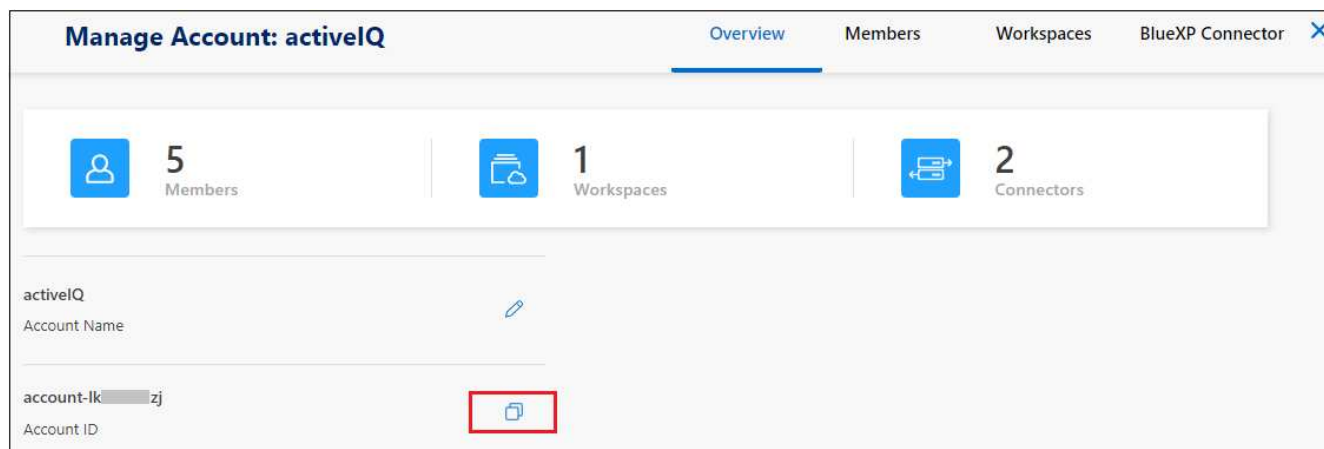 Manage Account: activeIQ
Overview Members Workspaces BlueXP Connector
5
Members
1
Workspaces
2
Connectors
activeIQ
Account Name
account-lk zj
Account ID